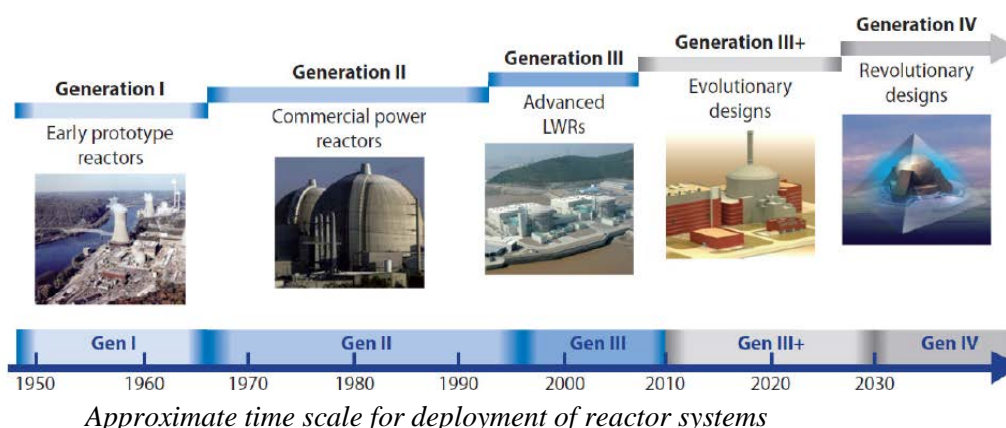 Generation I
Early prototype
reactors
Generation II
Commercial power
reactors
Generation III
Advanced
LWRs
Generation III+
Evolutionary
designs
Generation IV
Revolutionary
designs
Gen I
Gen II
Gen III
Gen III+
Gen IV
1950 1960 1970 1980 1990 2000 2010 2020 2030
Approximate time scale for deployment of reactor systems